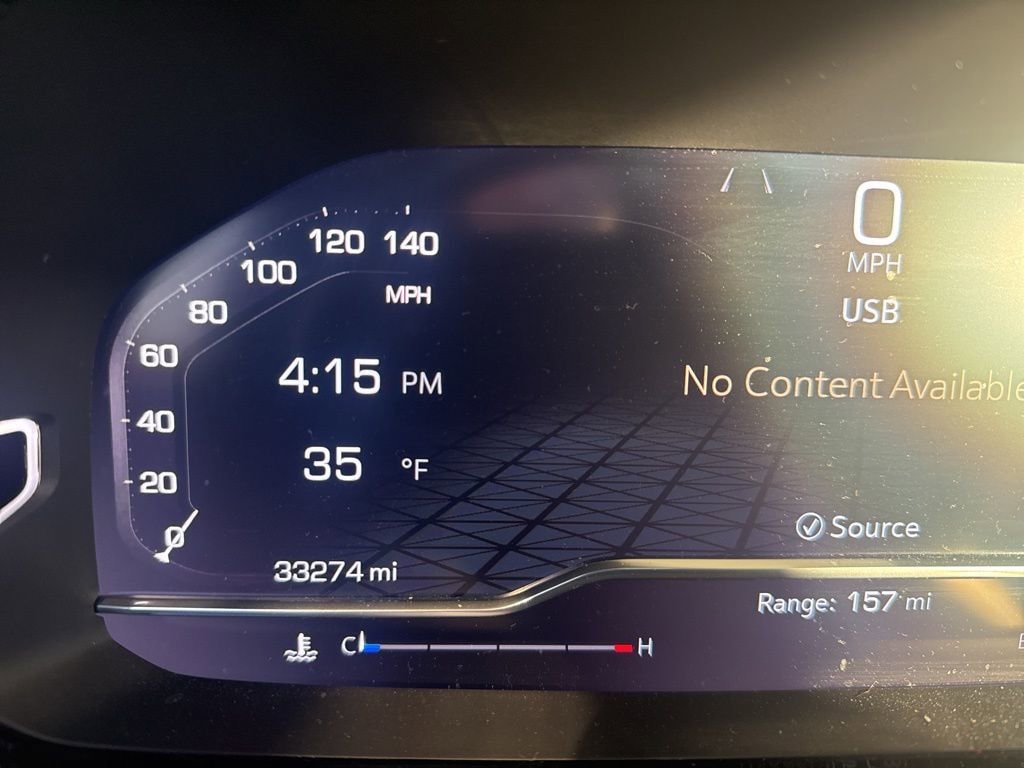 0
MPH
USB
No Content Available
Source
120 140
100
MPH
80
60
40
20
0
4:15 PM
35 °F
33274 mi
Range: 157 mi
C H